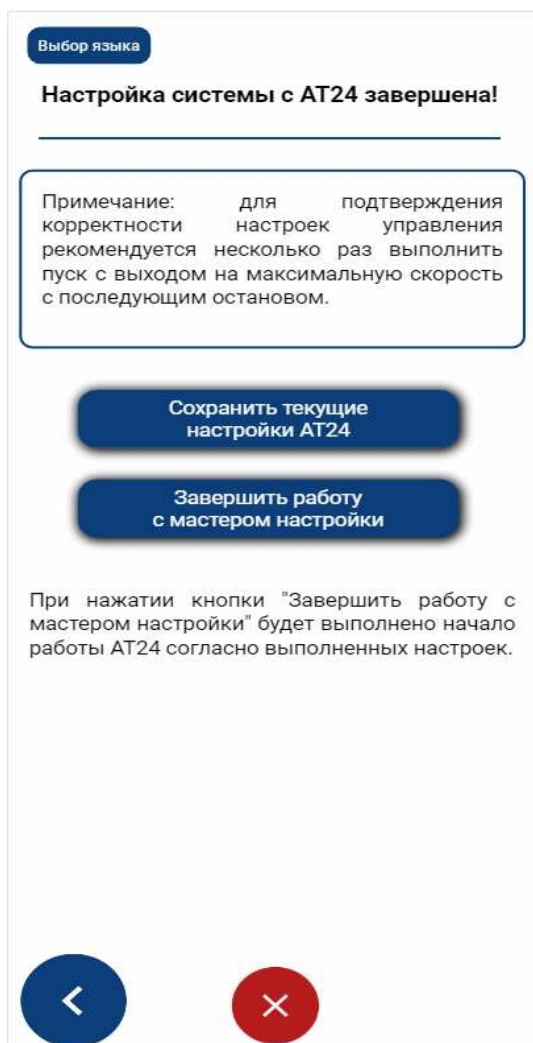 Выбор языка
Настройка системы с АТ24 завершена!
Примечание: для подтверждения
корректности настроек управления
рекомендуется несколько раз выполнить
пуск с выходом на максимальную скорость
с последующим остановом.
Сохранить текущие
настройки АТ24
Завершить работу
с мастером настройки
При нажатии кнопки "Завершить работу с
мастером настройки" будет выполнено начало
работы АТ24 согласно выполненных настроек.